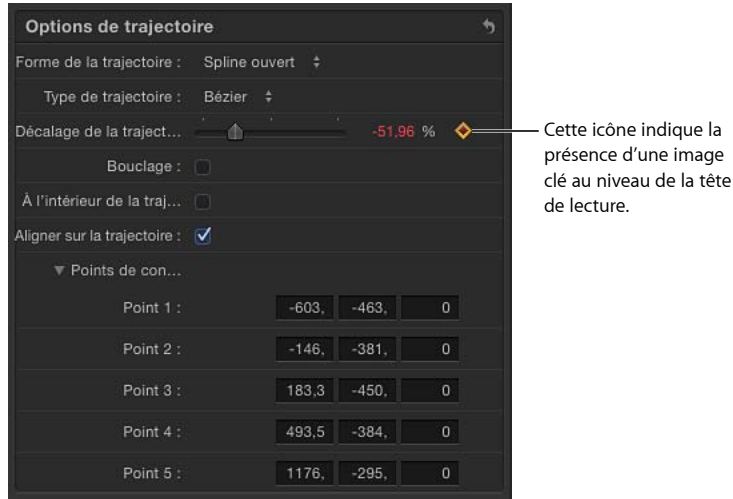 Options de trajectoire
Forme de la trajectoire : Spline ouvert
Type de trajectoire : Bézier
Décalage de la traject... -51,96 %
Cette icône indique la
présence d'une image
clé au niveau de la tête
de lecture.
Bouclage :
À l'intérieur de la traj...
Aligner sur la trajectoire :
Points de con...
Point 1 : -603, -463, 0
Point 2 : -146, -381, 0
Point 3 : 183,3 -450, 0
Point 4 : 493,5 -384, 0
Point 5 : 1176, -295, 0